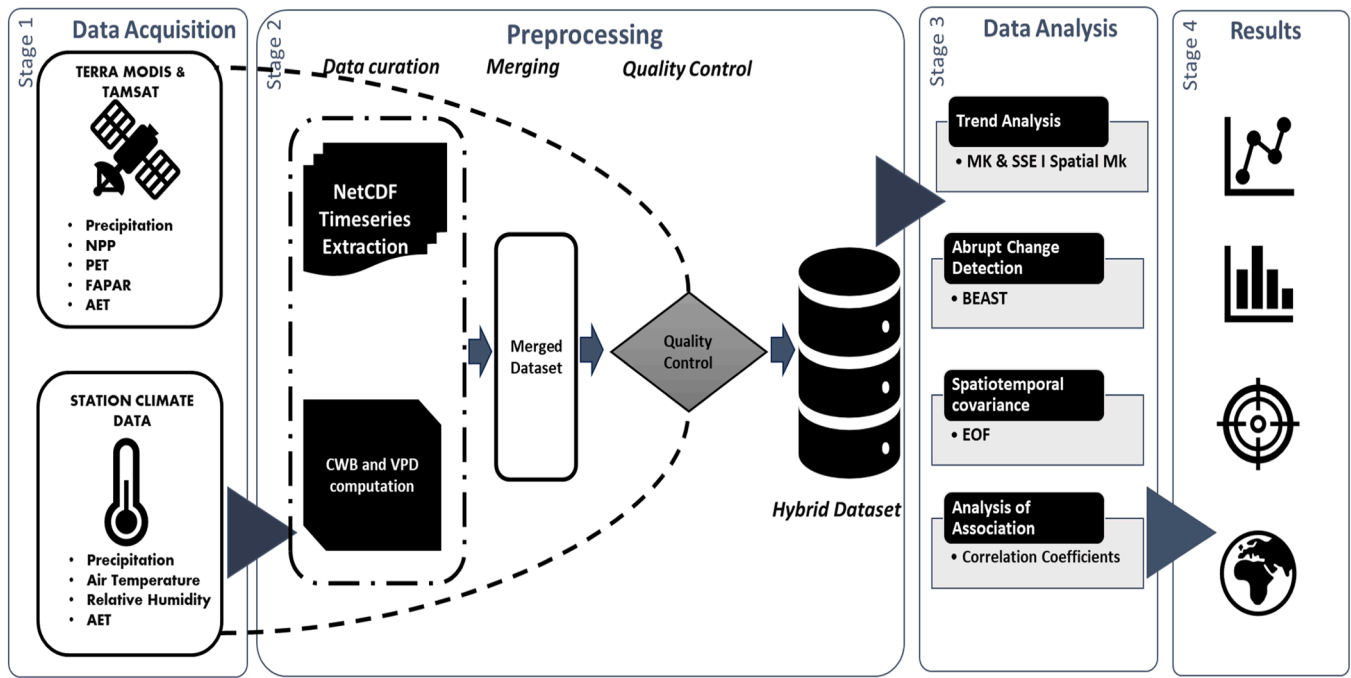 Stage 1
Data Acquisition
TERRA MODIS &
TAMSAT
• Precipitation
• NPP
• PET
• FAPAR
• AET
STATION CLIMATE
DATA
• Precipitation
• Air Temperature
• Relative Humidity
• AET
Stage 2
Preprocessing
Data curation
Merging
Quality Control
NetCDF
Timeseries
Extraction
CWB and VPD
computation
Merged
Dataset
Quality
Control
Hybrid Dataset
Stage 3
Data Analysis
Trend Analysis
• MK & SSE I Spatial Mk
Abrupt Change
Detection
• BEAST
Spatiotemporal
covariance
• EOF
Analysis of
Association
• Correlation Coefficients
Stage 4
Results